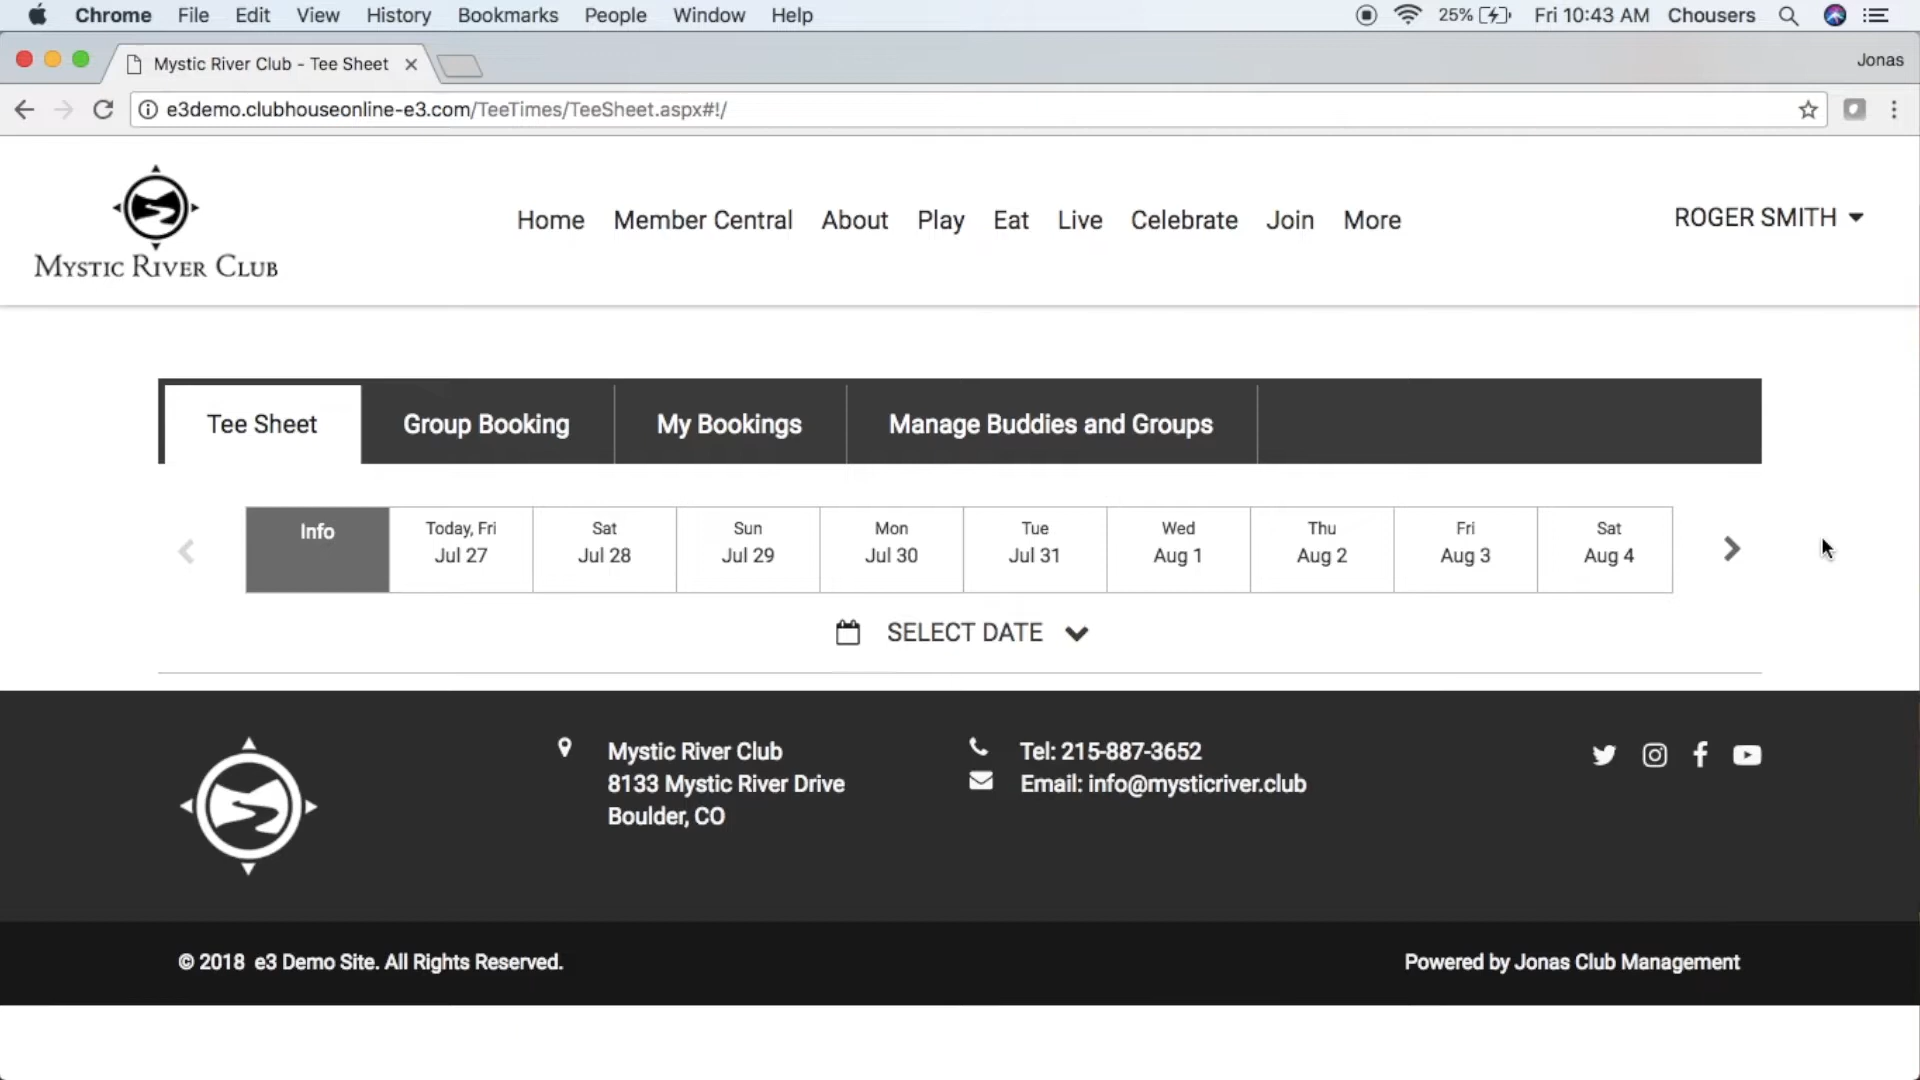 Chrome File Edit View History Bookmarks People Window Help 25% Fri 10:43 AM Chousers
Mystic River Club - Tee Sheet Jonas
e3demo.clubhouseonline-e3.com/TeeTimes/TeeSheet.aspx#!/
MYSTIC RIVER CLUB
Home Member Central About Play Eat Live Celebrate Join More
ROGER SMITH
Tee Sheet Group Booking My Bookings Manage Buddies and Groups
Info
Today, Fri
Jul 27
Sat
Jul 28
Sun
Jul 29
Mon
Jul 30
Tue
Jul 31
Wed
Aug 1
Thu
Aug 2
Fri
Aug 3
Sat
Aug 4
SELECT DATE
Mystic River Club
8133 Mystic River Drive
Boulder, CO
Tel: 215-887-3652
Email: info@mysticriver.club
© 2018 e3 Demo Site. All Rights Reserved.
Powered by Jonas Club Management